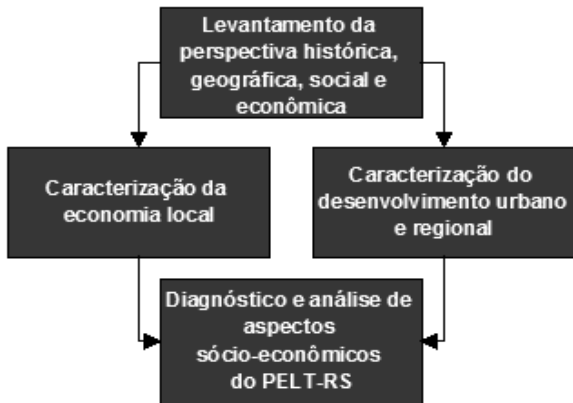 Levantamento da
perspectiva histórica,
geográfica, social e
econômica
Caracterização da
economia local
Caracterização do
desenvolvimento urbano
e regional
Diagnóstico e análise de
aspectos
sócio-econômicos
do PELT-RS